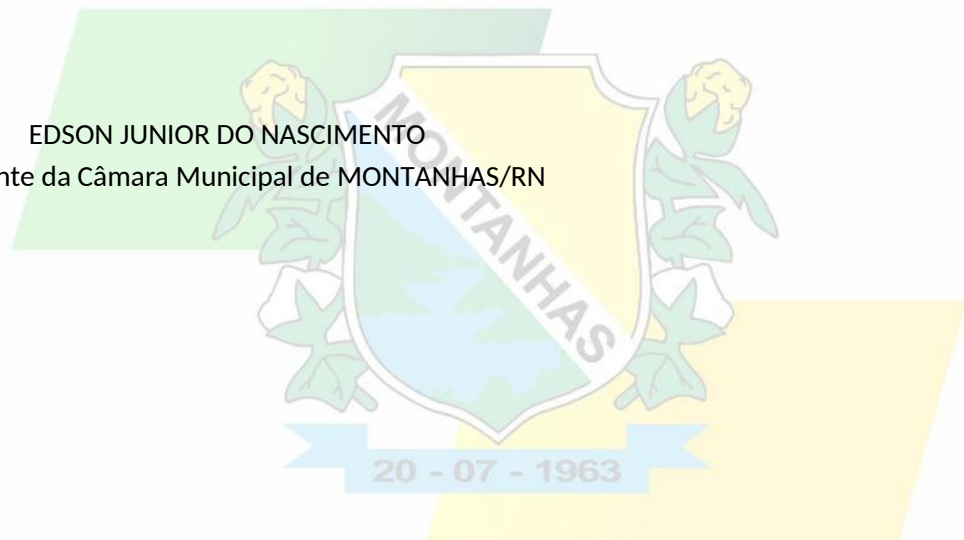 EDSON JUNIOR DO NASCIMENTO
nte da Câmara Municipal de MONTANHAS/RN
MONTANHAS
20 - 07 - 1963